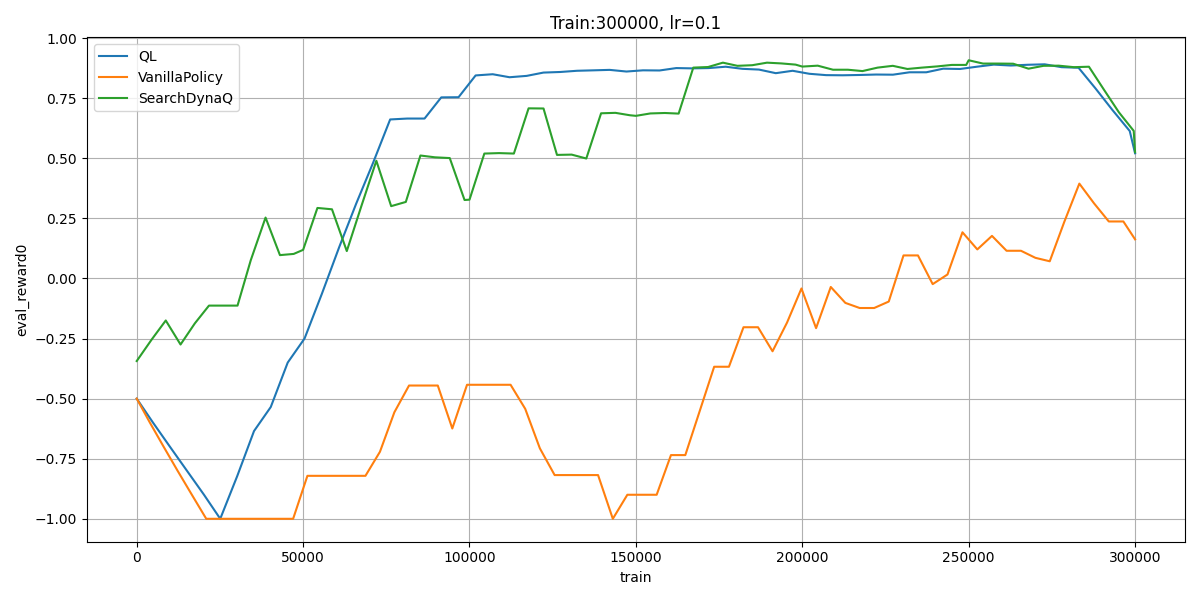 Train:300000, lr=0.1
QL
VanillaPolicy
SearchDynaQ
eval_reward0
1.00
0.75
0.50
0.25
0.00
−0.25
−0.50
−0.75
−1.00
0 50000 100000 150000 200000 250000 300000
train